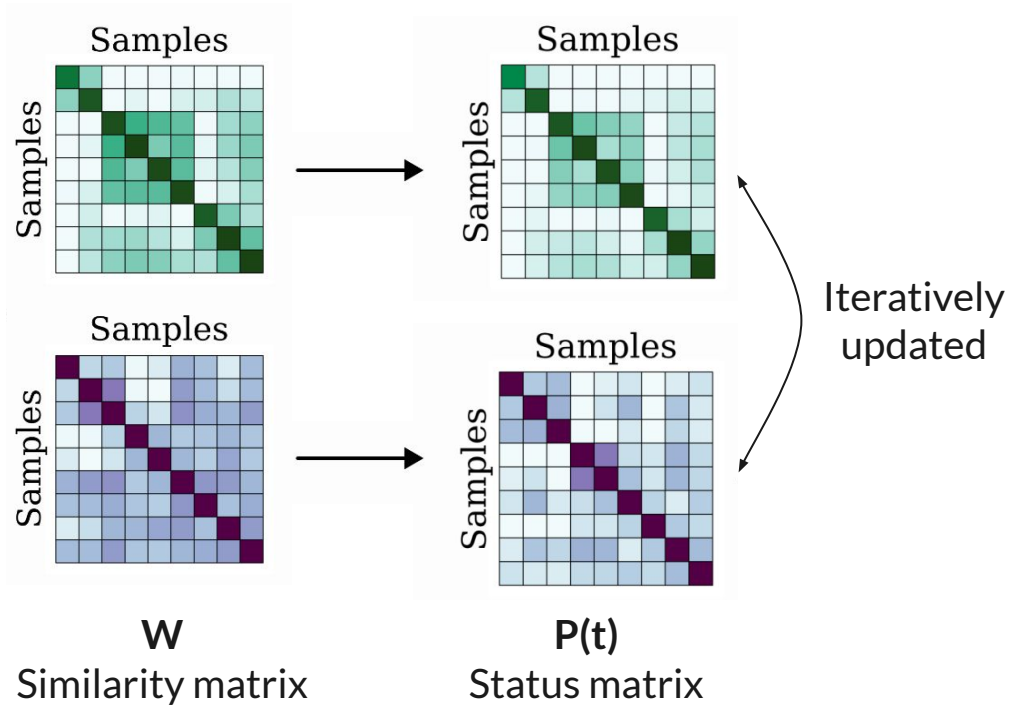 Samples
Samples
Samples
Samples
Iteratively
updated
Samples
Samples
Samples
Samples
W
Similarity matrix
P(t)
Status matrix